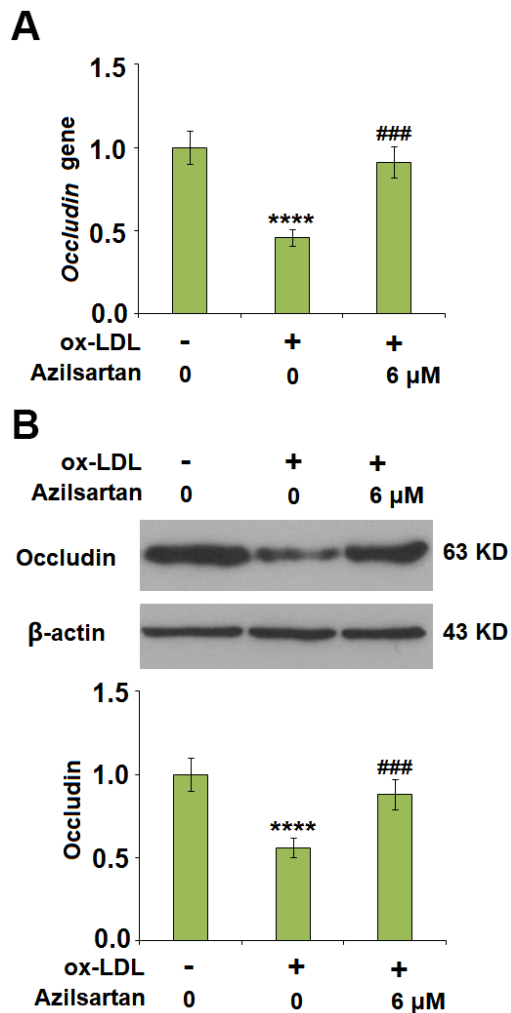 A
1.5
1.0
0.5
0.0
Occludin gene
****
###
ox-LDL - + +
Azilsartan 0 0 6 μM
B
ox-LDL - + +
Azilsartan 0 0 6 μM
Occludin 63 KD
β-actin 43 KD
1.5
1.0
0.5
0.0
Occludin
****
###
ox-LDL - + +
Azilsartan 0 0 6 μM